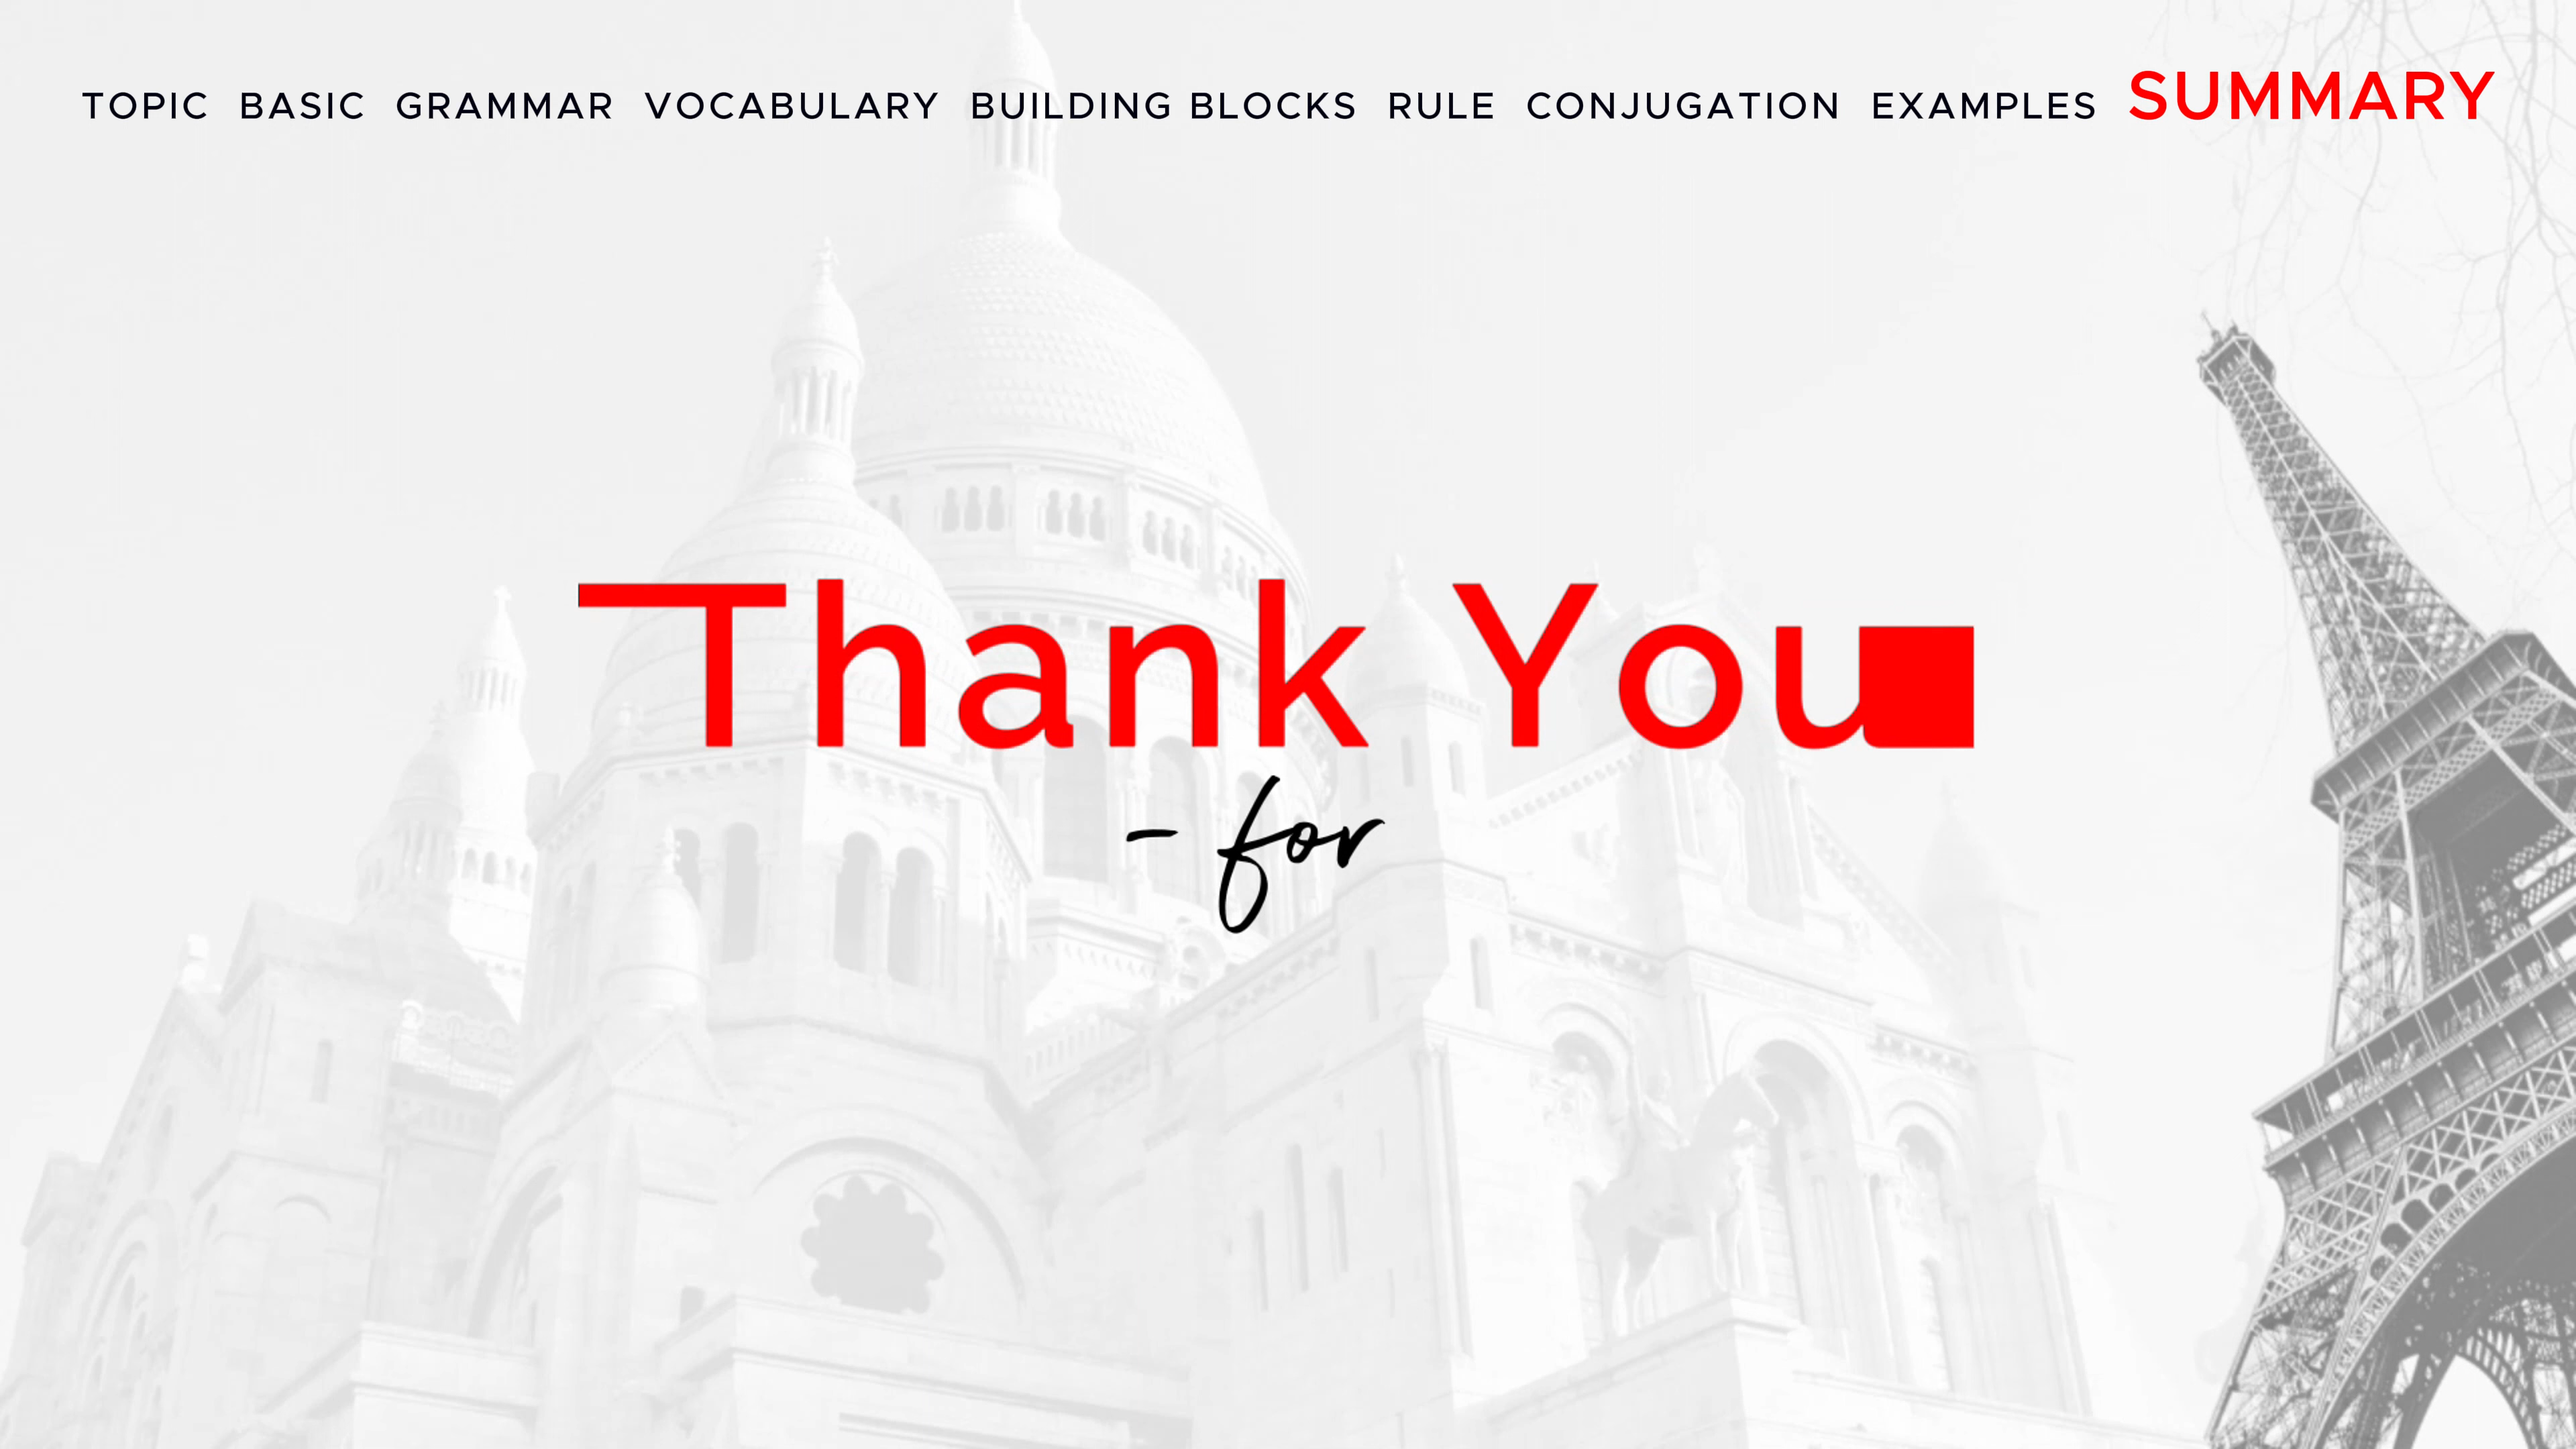 TOPIC BASIC GRAMMAR VOCABULARY BUILDING BLOCKS RULE CONJUGATION EXAMPLES SUMMARY
Thank You
- for